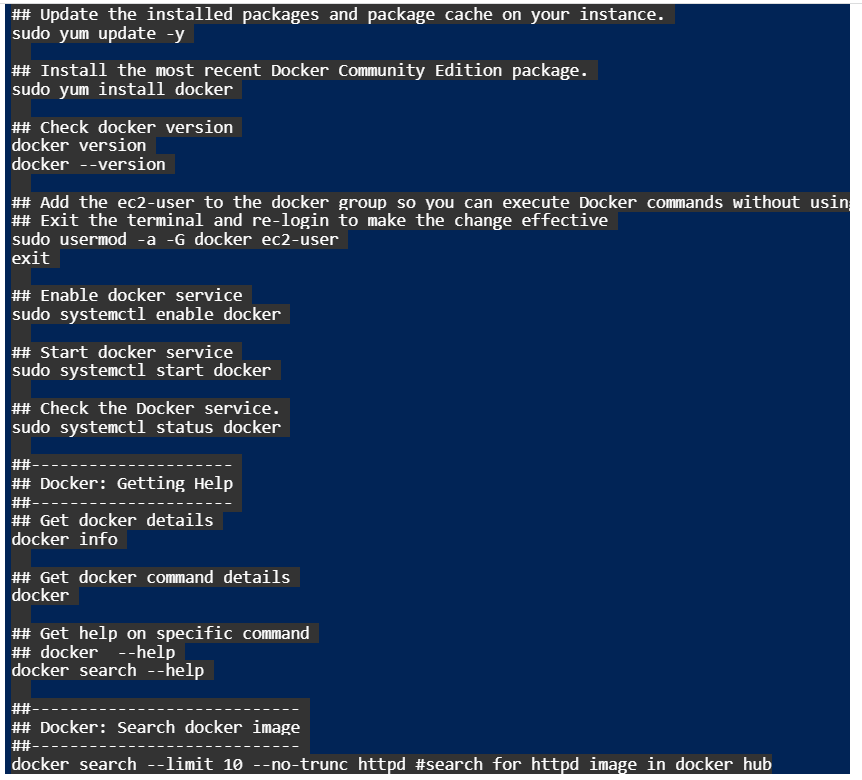 ## Update the installed packages and package cache on your instance.
sudo yum update -y
## Install the most recent Docker Community Edition package.
sudo yum install docker
## Check docker version
docker version
docker --version
## Add the ec2-user to the docker group so you can execute Docker commands without using
## Exit the terminal and re-login to make the change effective
sudo usermod -a -G docker ec2-user
exit
## Enable docker service
sudo systemctl enable docker
## Start docker service
sudo systemctl start docker
## Check the Docker service.
sudo systemctl status docker
##---------------------
## Docker: Getting Help
##---------------------
## Get docker details
docker info
## Get docker command details
docker
## Get help on specific command
## docker  --help
docker search --help
##----------------------------
## Docker: Search docker image
##----------------------------
docker search --limit 10 --no-trunc httpd #search for httpd image in docker hub